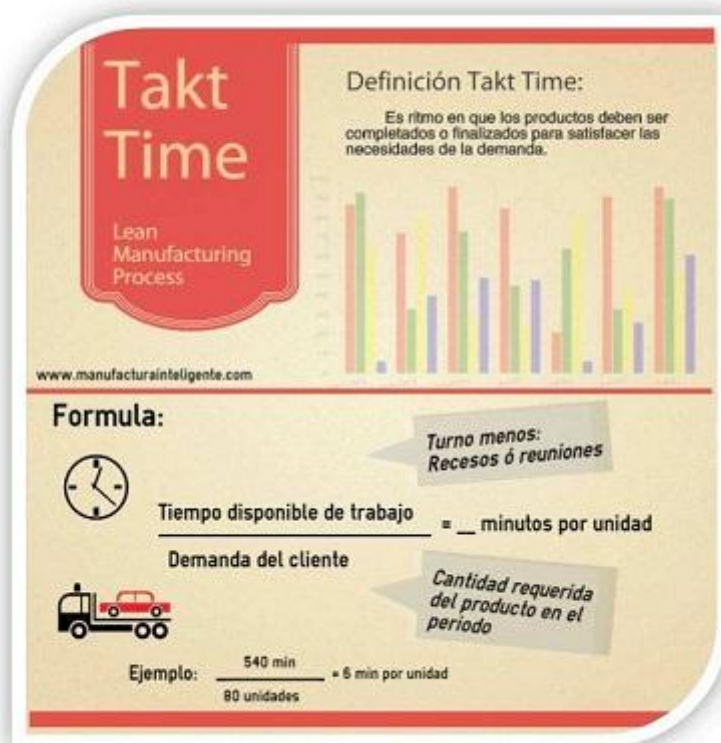 Takt
Time
Lean
Manufacturing
Process
www.manufacturainteligente.com
Definición Takt Time:
Es ritmo en que los productos deben ser
completados o finalizados para satisfacer las
necesidades de la demanda.
Formula:
Turno menos:
Recesos ó reuniones
Tiempo disponible de trabajo
= __ minutos por unidad
Demanda del cliente
Cantidad requerida
del producto en el
periodo
Ejemplo:
540 min
= 6 min por unidad
80 unidades